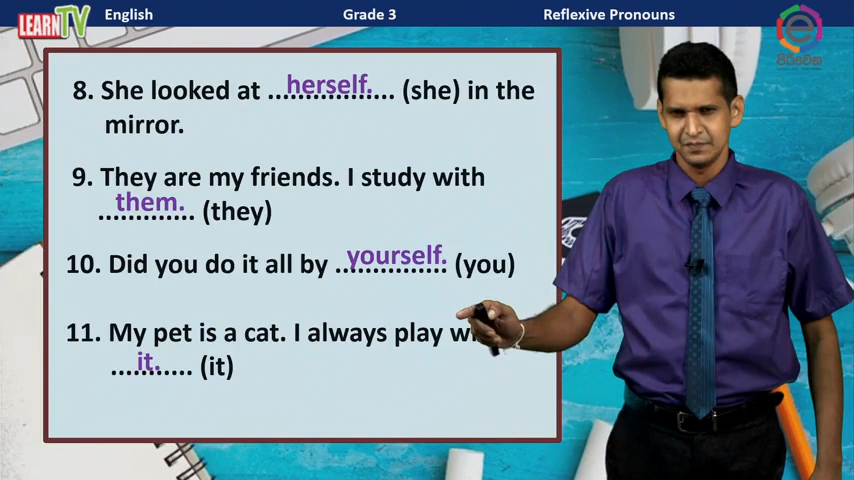 LEARN TV
English
Grade 3
Reflexive Pronouns
e
8. She looked at ...herself.... (she) in the
mirror.
9. They are my friends. I study with
...them.... (they)
10. Did you do it all by ...yourself.... (you)
11. My pet is a cat. I always play
...it.... (it)